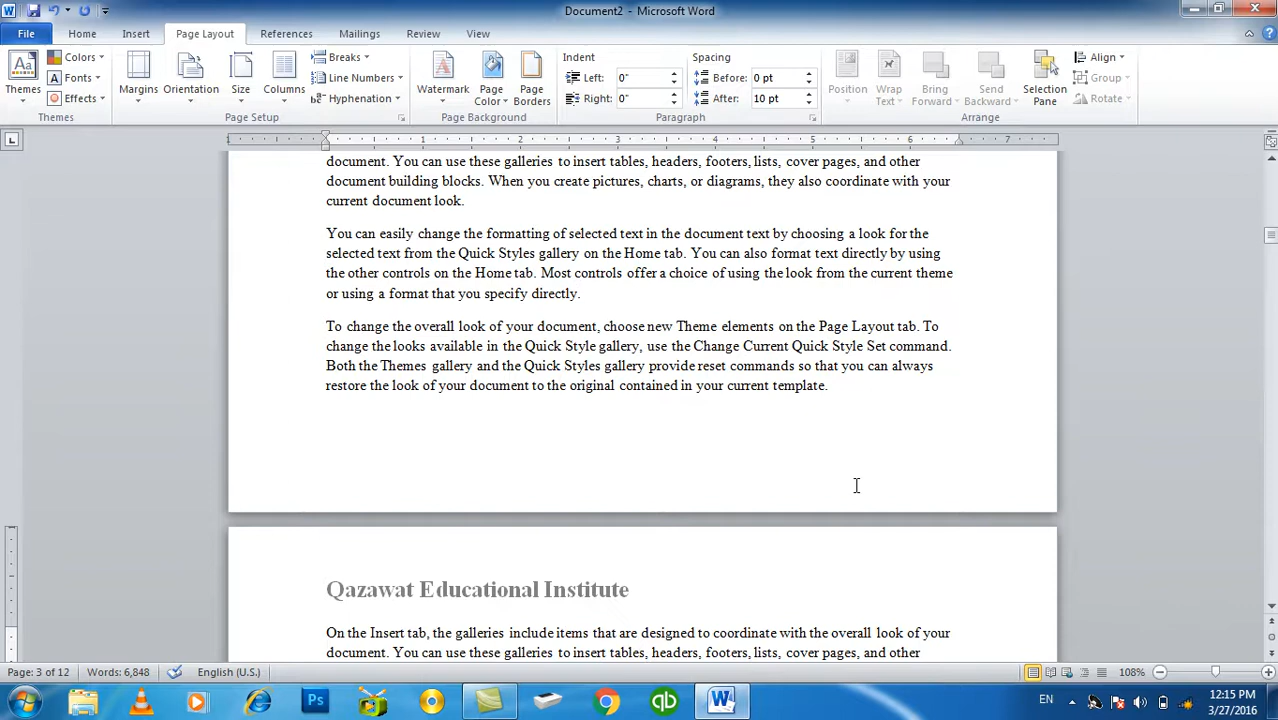 Document2 - Microsoft Word
File Home Insert Page Layout References Mailings Review View
Themes
Colors
Fonts
Effects
Themes
Margins
Orientation
Size
Columns
Breaks
Line Numbers
Hyphenation
Page Setup
Watermark
Page Color
Page Borders
Page Background
Indent
Left: 0"
Right: 0"
Spacing
Before: 0 pt
After: 10 pt
Paragraph
Position
Wrap Text
Bring Forward
Send Backward
Selection Pane
Align
Group
Rotate
Arrange
1 2 3 4 5 6 7
document. You can use these galleries to insert tables, headers, footers, lists, cover pages, and other
document building blocks. When you create pictures, charts, or diagrams, they also coordinate with your
current document look.
You can easily change the formatting of selected text in the document text by choosing a look for the
selected text from the Quick Styles gallery on the Home tab. You can also format text directly by using
the other controls on the Home tab. Most controls offer a choice of using the look from the current theme
or using a format that you specify directly.
To change the overall look of your document, choose new Theme elements on the Page Layout tab. To
change the looks available in the Quick Style gallery, use the Change Current Quick Style Set command.
Both the Themes gallery and the Quick Styles gallery provide reset commands so that you can always
restore the look of your document to the original contained in your current template.
Qazawat Educational Institute
On the Insert tab, the galleries include items that are designed to coordinate with the overall look of your
document. You can use these galleries to insert tables, headers, footers, lists, cover pages, and other
Page: 3 of 12 Words: 6,848 English (U.S.) 108%
Ps qb W EN 12:15 PM
3/27/2016